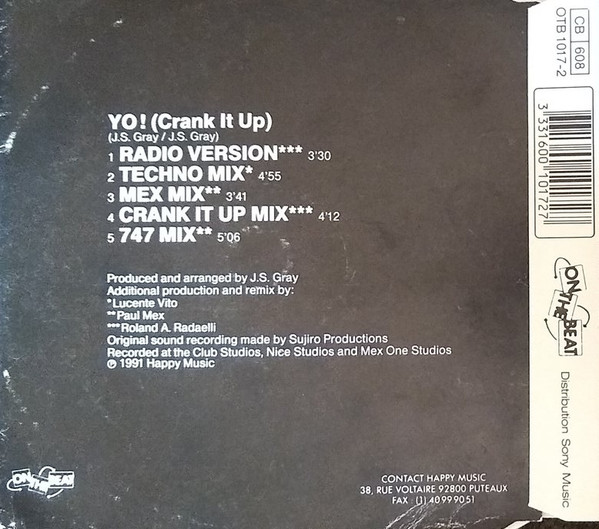 YO! (Crank It Up)
(J.S. Gray / J.S. Gray)
1 RADIO VERSION*** 3'30
2 TECHNO MIX* 4'55
3 MEX MIX** 3'41
4 CRANK IT UP MIX*** 4'12
5 747 MIX** 5'06
Produced and arranged by J.S. Gray
Additional production and remix by:
*Lucente Vito
**Paul Mex
***Roland A. Radaelli
Original sound recording made by Sujiro Productions
Recorded at the Club Studios, Nice Studios and Mex One Studios
℗ 1991 Happy Music
ON THE BEAT
CONTACT HAPPY MUSIC
38, RUE VOLTAIRE 92800 PUTEAUX
FAX (1) 40 99 90 51
CB 608
OTB 1017-2
3 331600 101727
ON THE BEAT
Distribution Sony Music